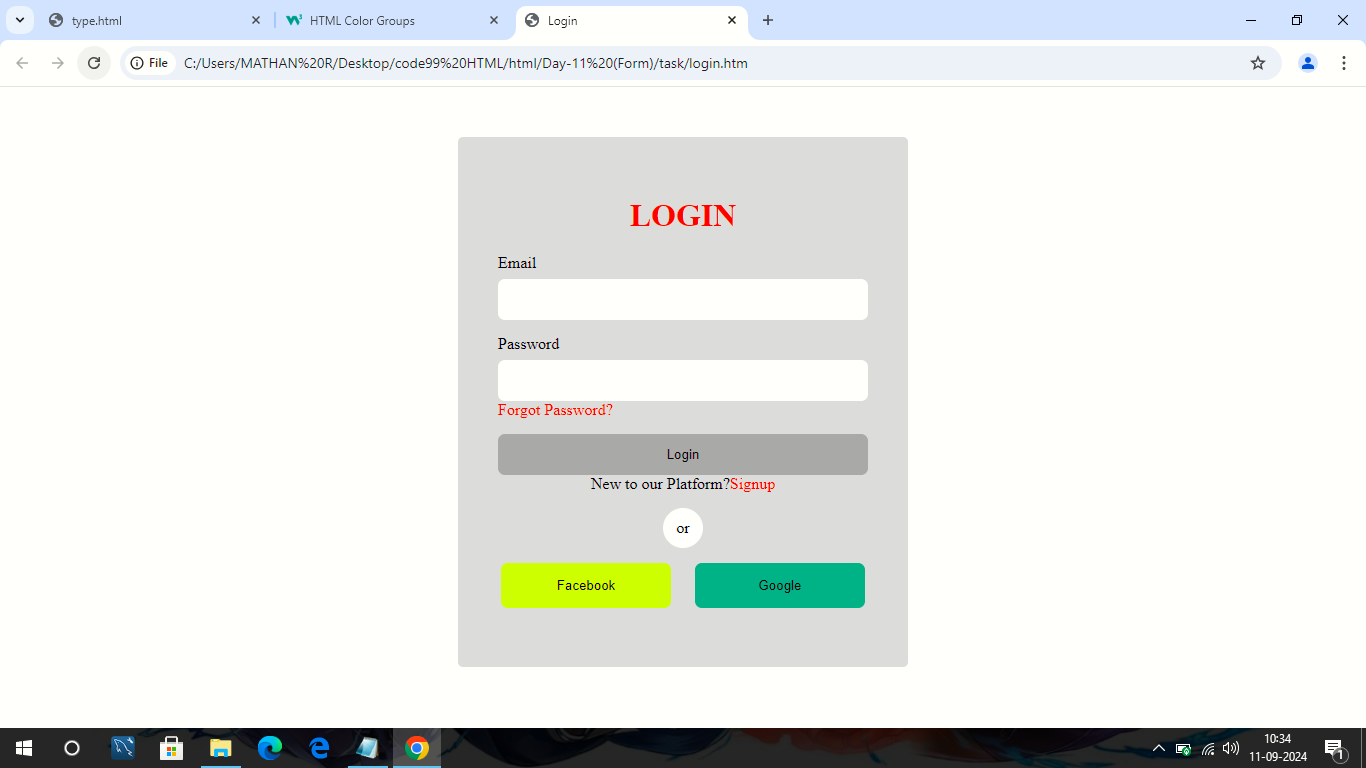 type.html
HTML Color Groups
Login
File
C:/Users/MATHAN%20R/Desktop/code99%20HTML/html/Day-11%20(Form)/task/login.htm
LOGIN
Email
Password
Forgot Password?
Login
New to our Platform?Signup
or
Facebook
Google
10:34
11-09-2024
1